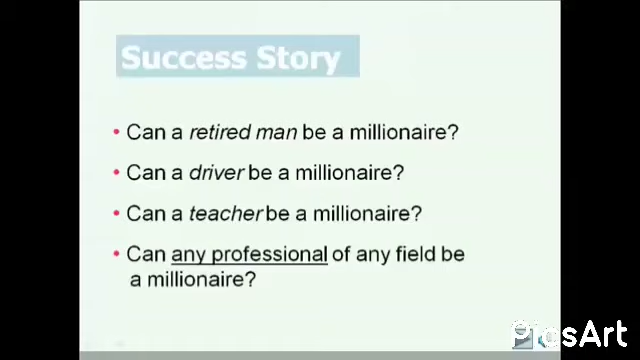 Success Story
• Can a retired man be a millionaire?
• Can a driver be a millionaire?
• Can a teacher be a millionaire?
• Can any professional of any field be
a millionaire?
PicsArt